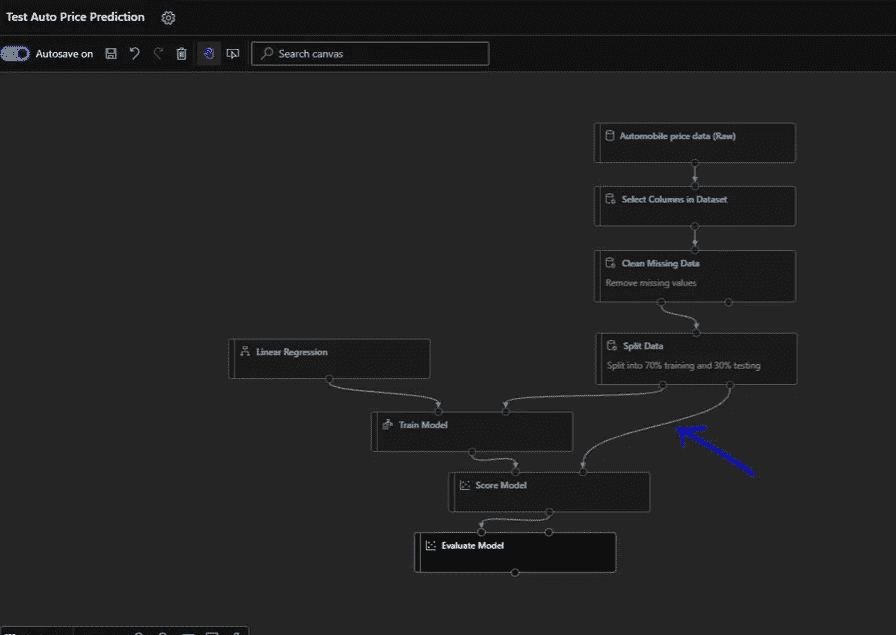 Test Auto Price Prediction
Autosave on
Search canvas
Automobile price data (Raw)
Select Columns in Dataset
Clean Missing Data
Remove missing values
Split Data
Split into 70% training and 30% testing
Linear Regression
Train Model
Score Model
Evaluate Model